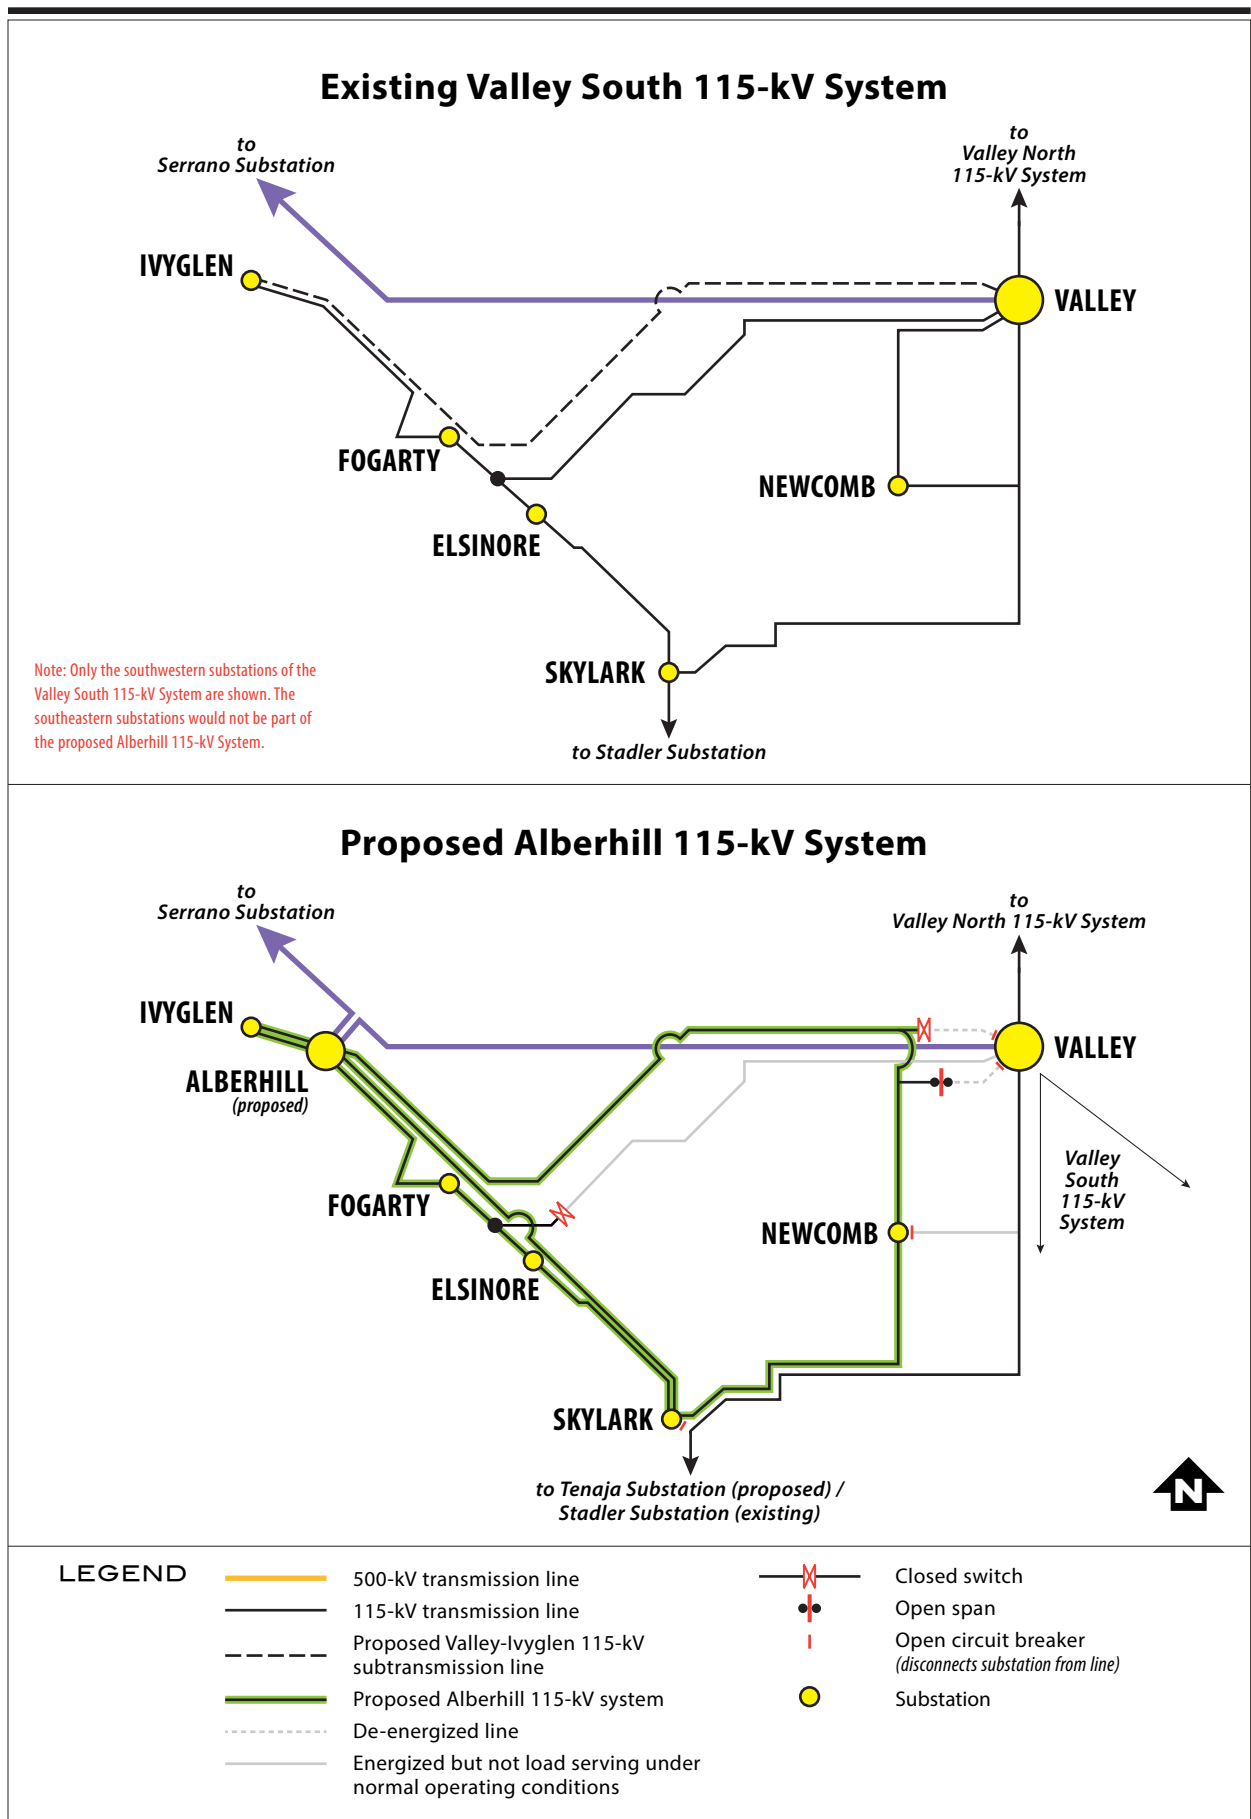 Existing Valley South 115-kV System
to
Serrano Substation
to
Valley North
115-kV System
IVYGLEN
VALLEY
FOGARTY
NEWCOMB
ELSINORE
SKYLARK
Note: Only the southwestern substations of the
Valley South 115-kV System are shown. The
southeastern substations would not be part of
the proposed Alberhill 115-kV System.
to Stadler Substation
Proposed Alberhill 115-kV System
to
Serrano Substation
to
Valley North 115-kV System
IVYGLEN
VALLEY
ALBERHILL
(proposed)
Valley
South
115-kV
System
FOGARTY
NEWCOMB
ELSINORE
SKYLARK
to Tenaja Substation (proposed) /
Stadler Substation (existing)
N
LEGEND
500-kV transmission line
115-kV transmission line
Proposed Valley-Ivyglen 115-kV
subtransmission line
Proposed Alberhill 115-kV system
De-energized line
Energized but not load serving under
normal operating conditions
Closed switch
Open span
Open circuit breaker
(disconnects substation from line)
Substation